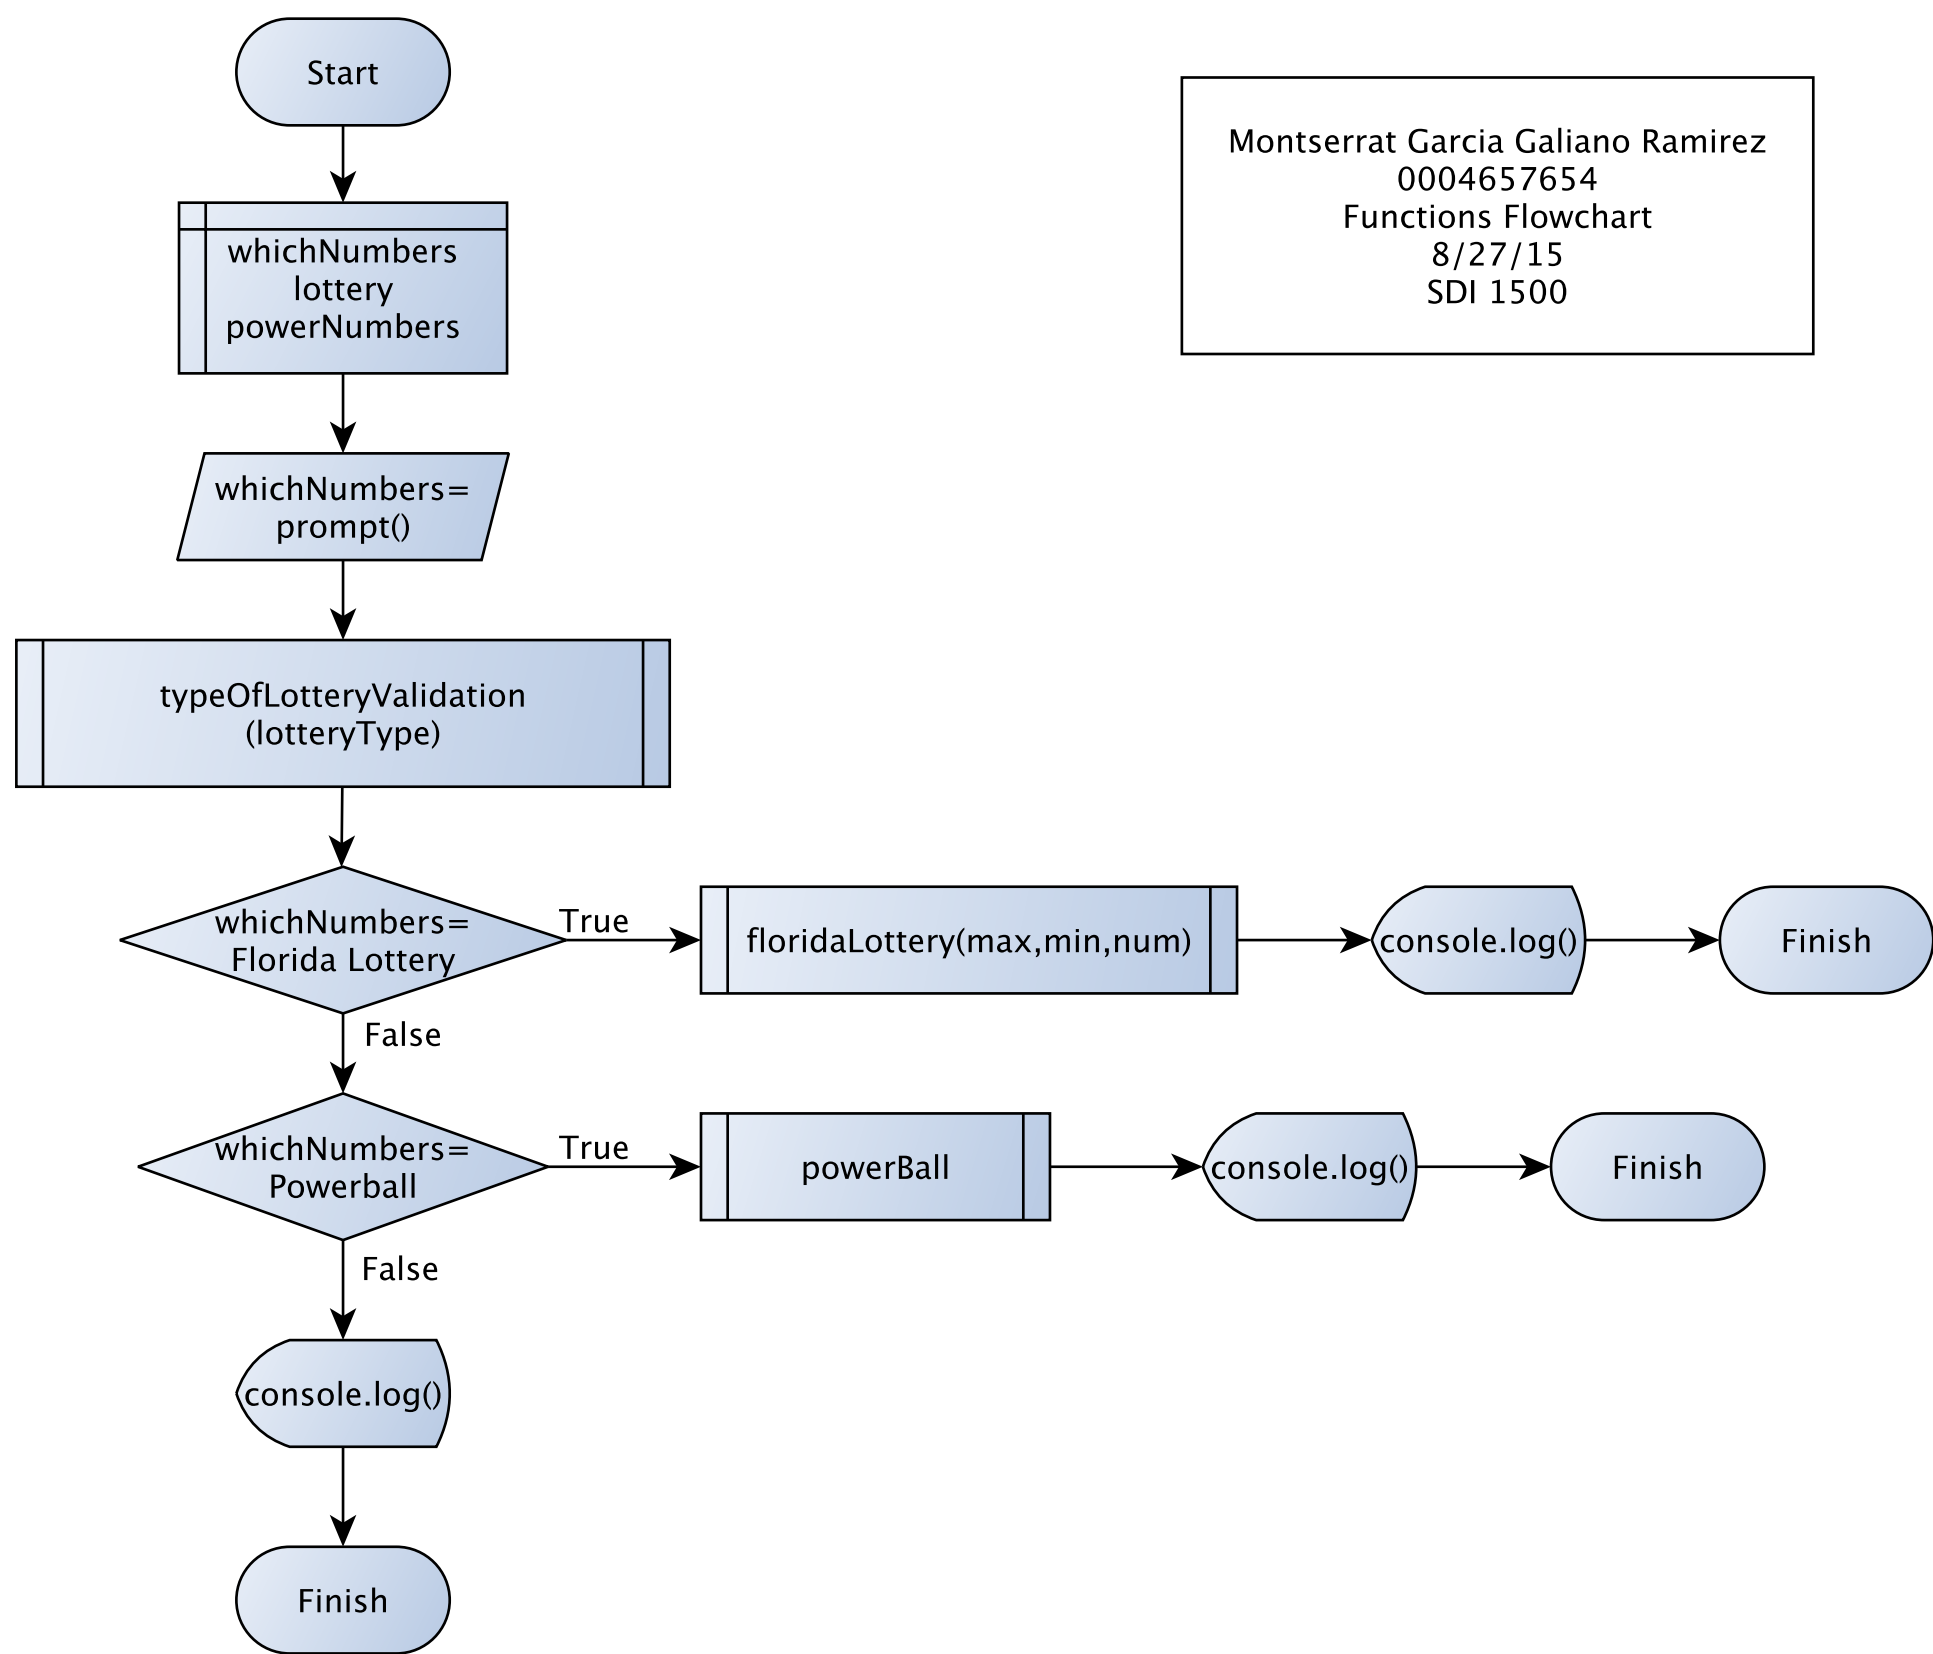 Start
Montserrat Garcia Galiano Ramirez
0004657654
Functions Flowchart
8/27/15
SDI 1500
whichNumbers
lottery
powerNumbers
whichNumbers=
prompt()
typeOfLotteryValidation
(lotteryType)
whichNumbers=
Florida Lottery
True
floridaLottery(max,min,num)
console.log()
Finish
False
whichNumbers=
Powerball
True
powerBall
console.log()
Finish
False
console.log()
Finish